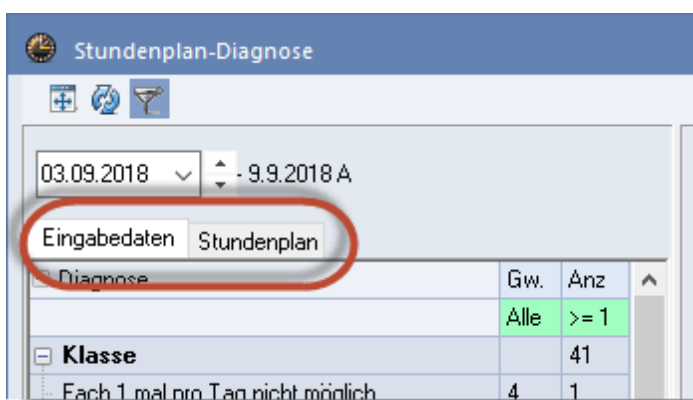 Stundenplan-Diagnose
03.09.2018 - 9.9.2018 A
Eingabedaten Stundenplan
Diagnose Gw. Anz
Alle >= 1
Klasse 41
Fach 1 mal pro Tag nicht möglich 4 1